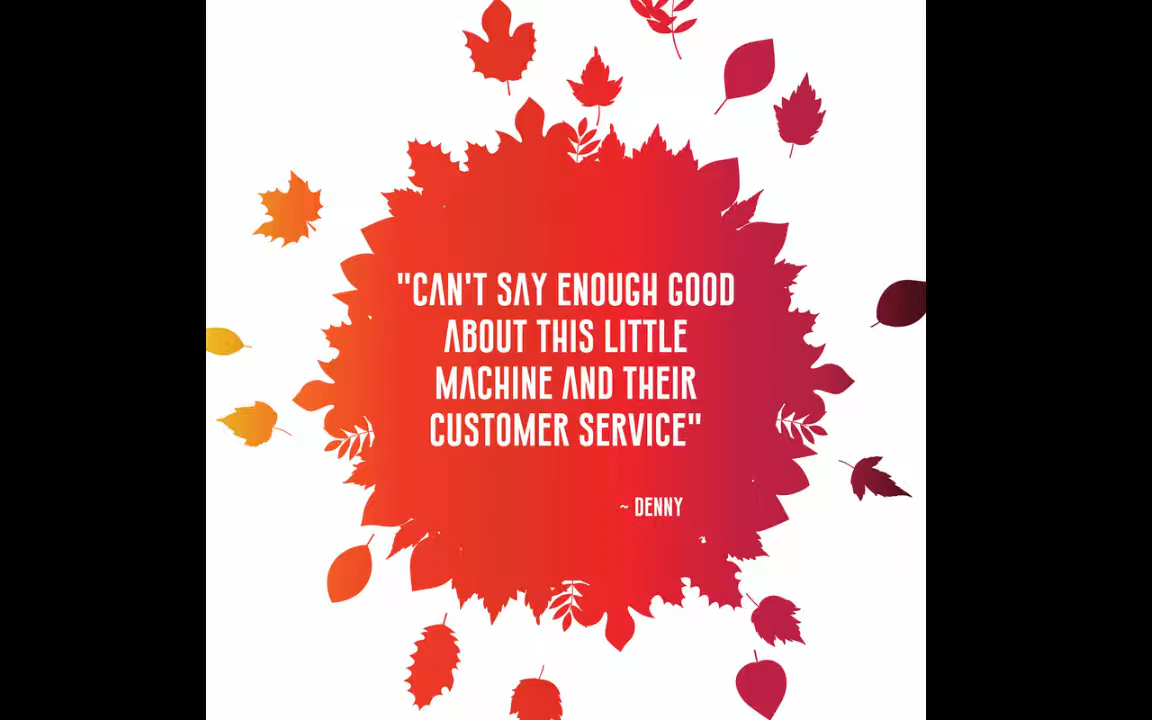 "CAN'T SAY ENOUGH GOOD
ABOUT THIS LITTLE
MACHINE AND THEIR
CUSTOMER SERVICE"
~ DENNY